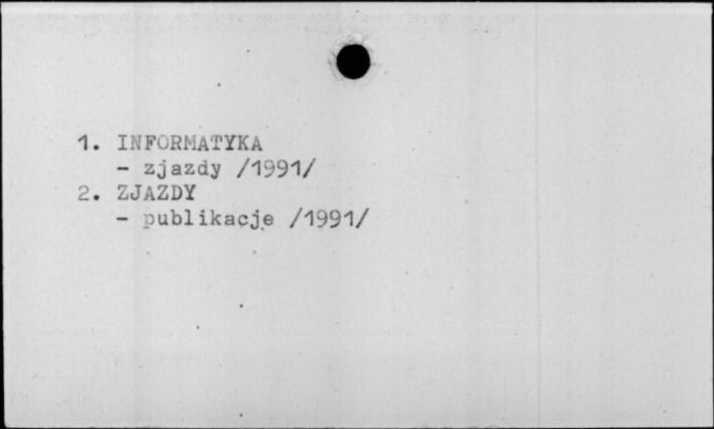 1. INFORMATYKA
- zjazdy /1991/
2. ZJAZDY
- publikacje /1991/